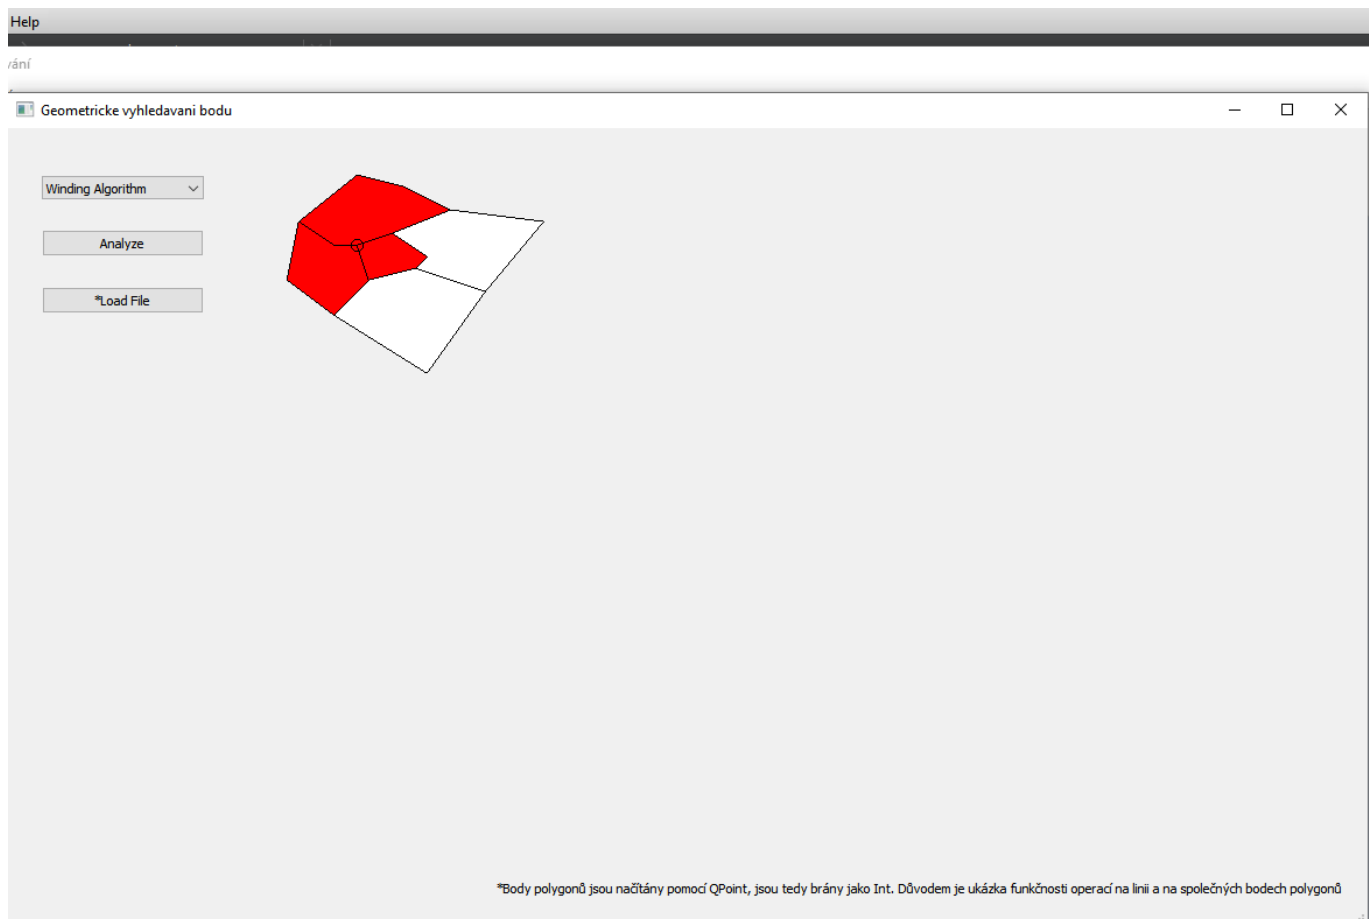 Help
vání
Geometricke vyhledavani bodu
Winding Algorithm
Analyze
*Load File
*Body polygonů jsou načítány pomocí QPoint, jsou tedy brány jako Int. Důvodem je ukázka funkčnosti operací na linii a na společných bodech polygonů